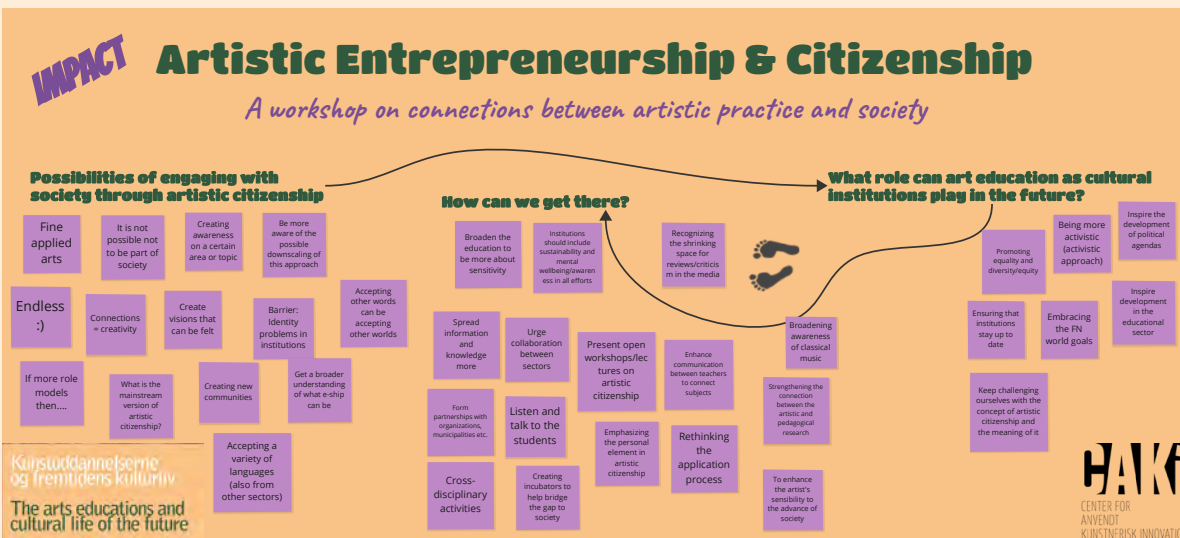 IMPACT
Artistic Entrepreneurship & Citizenship
A workshop on connections between artistic practice and society
Possibilities of engaging with
society through artistic citizenship
Fine
applied
arts
It is not
possible not
to be part of
society
Creating
awareness
on a certain
area or topic
Be more
aware of the
possible
downscaling of
this approach
Endless
:)
Connections
= creativity
Create
visions that
can be felt
Barrier:
Identity
problems in
institutions
Accepting
other words
can be
accepting
other worlds
If more role
models
then....
What is the
mainstream
version of
artistic
citizenship?
Creating new
communities
Get a broader
understanding
of what e-ship
can be
Accepting a
variety of
languages
(also from
other sectors)
Kunstuddannelserne
og fremtidens kulturliv
The arts educations and
cultural life of the future
How can we get there?
Broaden the
education to
be more about
sensitivity
Institutions
should include
sustainability and
mental
wellbeing/awaren
ess in all efforts
Recognizing
the shrinking
space for
reviews/criticis
m in the media
Spread
information
and
knowledge
more
Urge
collaboration
between
sectors
Present open
workshops/lec
tures on
artistic
citizenship
Enhance
communication
between teachers
to connect
subjects
Broadening
awareness
of classical
music
Form
partnerships with
organizations,
municipalities etc.
Listen and
talk to the
students
Emphasizing
the personal
element in
artistic
citizenship
Rethinking
the
application
process
Strengthening the
connection
between the
artistic and
pedagogical
research
Cross-
disciplinary
activities
Creating
incubators to
help bridge
the gap to
society
To enhance
the artist's
sensibility to
the advance of
society
What role can art education as cultural
institutions play in the future?
Promoting
equality and
diversity/equity
Being more
activistic
(activistic
approach)
Inspire the
development
of political
agendas
Ensuring that
institutions
stay up to
date
Embracing
the FN
world goals
Inspire
development
in the
educational
sector
Keep challenging
ourselves with the
concept of artistic
citizenship and
the meaning of it
CAKi
CENTER FOR
ANVENDT
KUNSTNERISK INNOVATIO